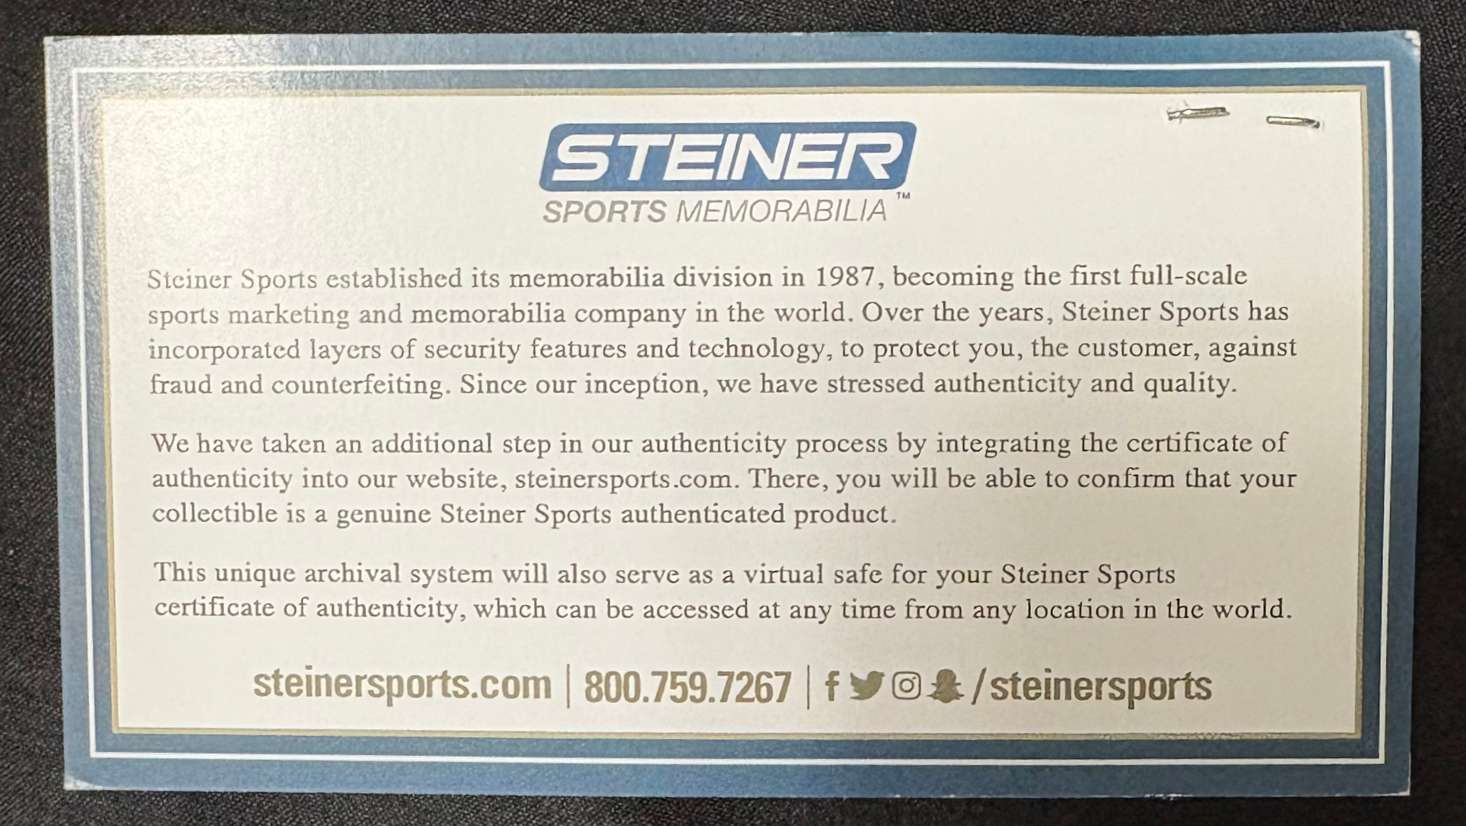 STEINER
SPORTS MEMORABILIA™
Steiner Sports established its memorabilia division in 1987, becoming the first full-scale
sports marketing and memorabilia company in the world. Over the years, Steiner Sports has
incorporated layers of security features and technology, to protect you, the customer, against
fraud and counterfeiting. Since our inception, we have stressed authenticity and quality.
We have taken an additional step in our authenticity process by integrating the certificate of
authenticity into our website, steinersports.com. There, you will be able to confirm that your
collectible is a genuine Steiner Sports authenticated product.
This unique archival system will also serve as a virtual safe for your Steiner Sports
certificate of authenticity, which can be accessed at any time from any location in the world.
steinersports.com | 800.759.7267 | f /steinersports